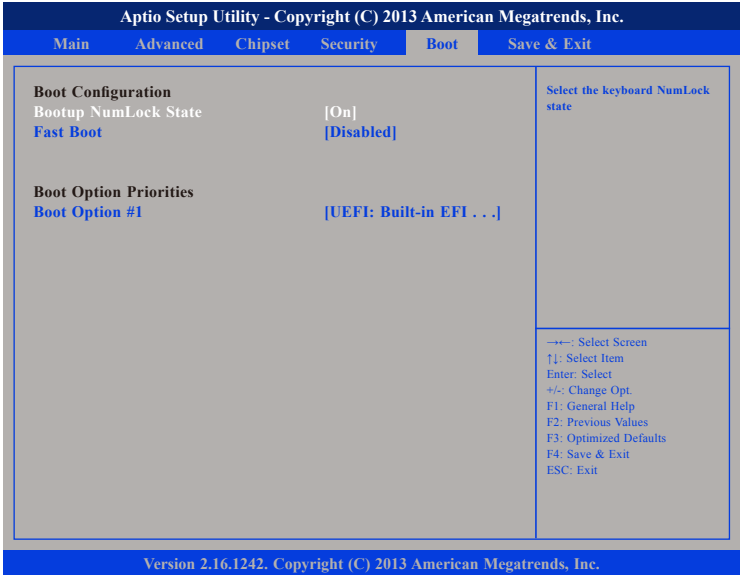 Aptio Setup Utility - Copyright (C) 2013 American Megatrends, Inc.
Main Advanced Chipset Security Boot Save & Exit
Boot Configuration
Bootup NumLock State [On]
Fast Boot [Disabled]
Boot Option Priorities
Boot Option #1 [UEFI: Built-in EFI . . .]
Select the keyboard NumLock
state
→←: Select Screen
↑↓: Select Item
Enter: Select
+/-: Change Opt.
F1: General Help
F2: Previous Values
F3: Optimized Defaults
F4: Save & Exit
ESC: Exit
Version 2.16.1242. Copyright (C) 2013 American Megatrends, Inc.